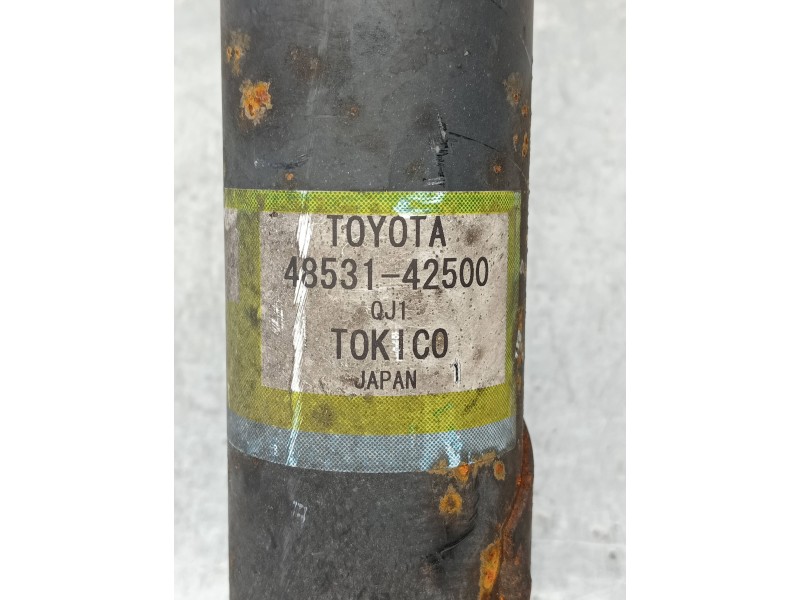 TOYOTA
48531-42500
QJ1
TOKICO
JAPAN 1